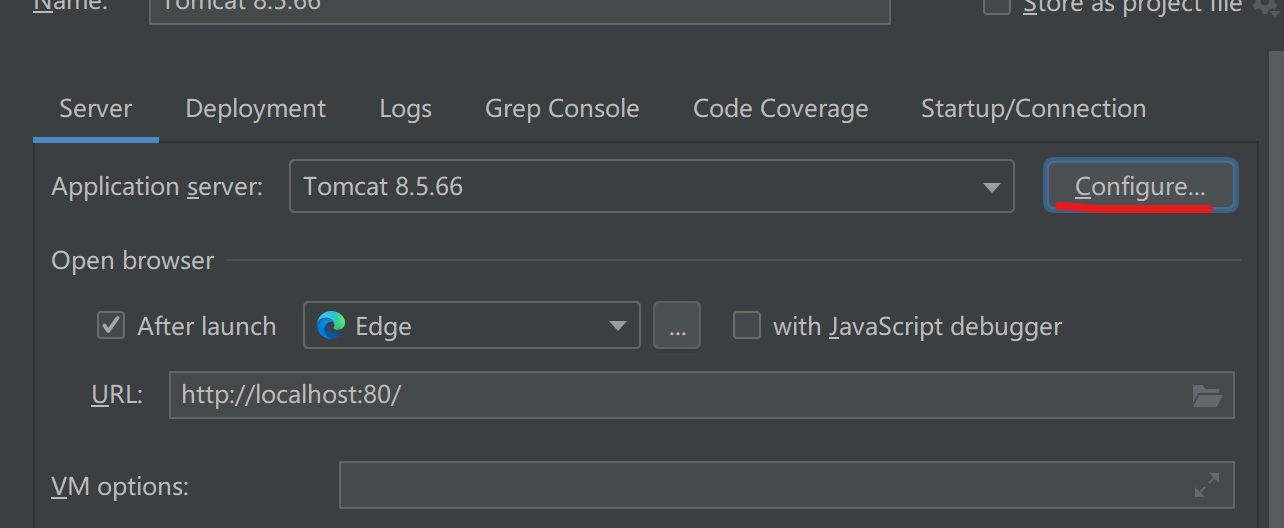 Name: Tomcat 8.5.66 Store as project file
Server Deployment Logs Grep Console Code Coverage Startup/Connection
Application server: Tomcat 8.5.66 Configure...
Open browser
After launch Edge ... with JavaScript debugger
URL: http://localhost:80/
VM options: